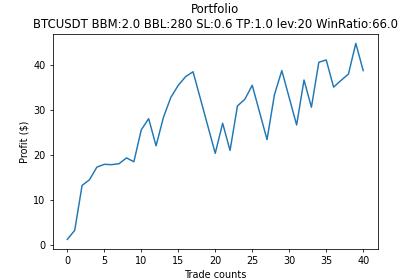 Portfolio
BTCUSDT BBM:2.0 BBL:280 SL:0.6 TP:1.0 lev:20 WinRatio:66.0
40
30
20
10
0
Profit ($)
0 5 10 15 20 25 30 35 40
Trade counts